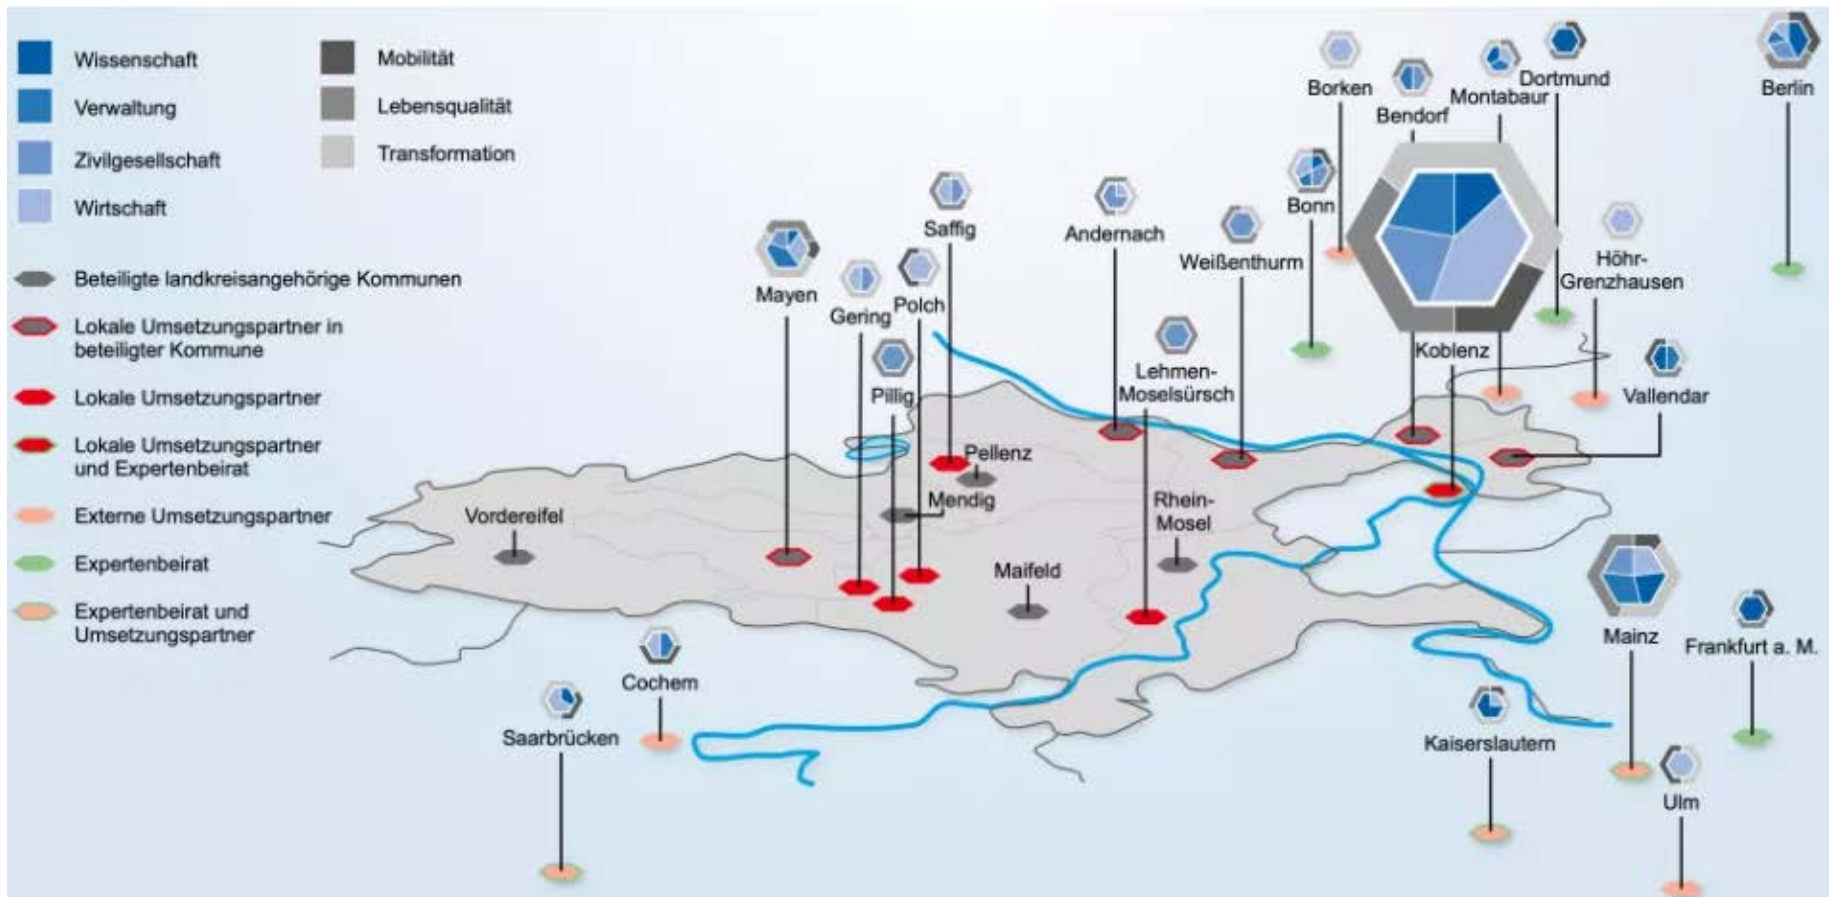 Wissenschaft
Verwaltung
Zivilgesellschaft
Wirtschaft
Mobilität
Lebensqualität
Transformation
Beteiligte landkreisangehörige Kommunen
Lokale Umsetzungspartner in
beteiligter Kommune
Lokale Umsetzungspartner
Lokale Umsetzungspartner
und Expertenbeirat
Externe Umsetzungspartner
Expertenbeirat
Expertenbeirat und
Umsetzungspartner
Borken
Bendorf
Montabaur
Dortmund
Berlin
Bonn
Saffig
Andernach
Weißenthurm
Höhr-
Grenzhausen
Mayen
Gering
Polch
Pillig
Lehmen-
Moselsürsch
Koblenz
Vallendar
Pellenz
Mendig
Vordereifel
Rhein-
Mosel
Maifeld
Mainz
Frankfurt a. M.
Cochem
Saarbrücken
Kaiserslautern
Ulm